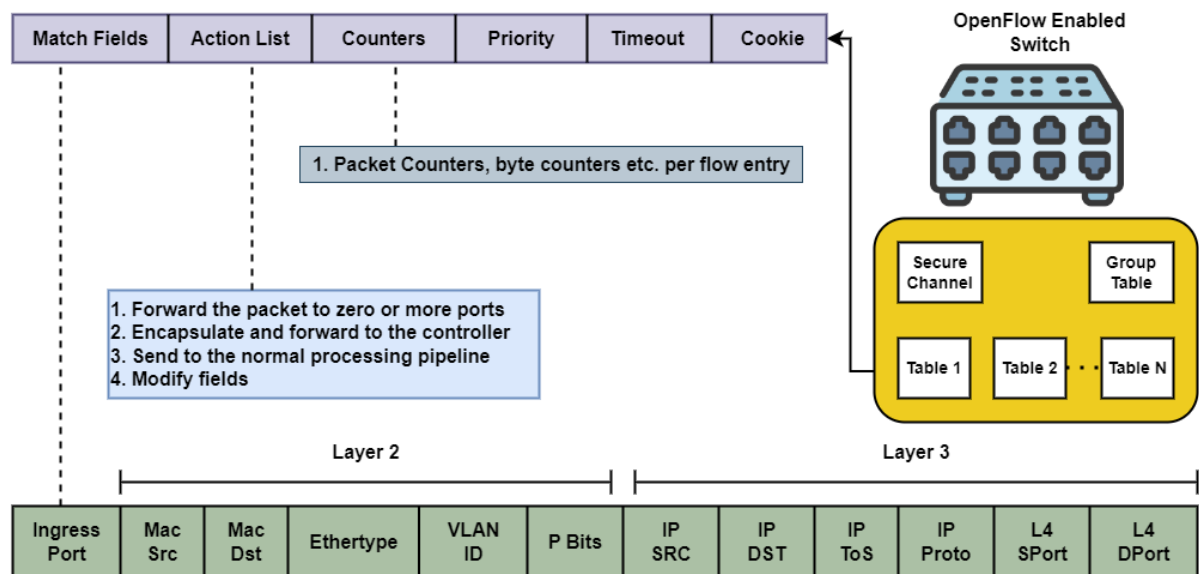 OpenFlow Enabled
Switch
Match Fields
Action List
Counters
Priority
Timeout
Cookie
1. Packet Counters, byte counters etc. per flow entry
Secure
Channel
Group
Table
Table 1
Table 2
Table N
1. Forward the packet to zero or more ports
2. Encapsulate and forward to the controller
3. Send to the normal processing pipeline
4. Modify fields
Layer 2
Layer 3
Ingress
Port
Mac
Src
Mac
Dst
Ethertype
VLAN
ID
P Bits
IP
SRC
IP
DST
IP
ToS
IP
Proto
L4
SPort
L4
DPort